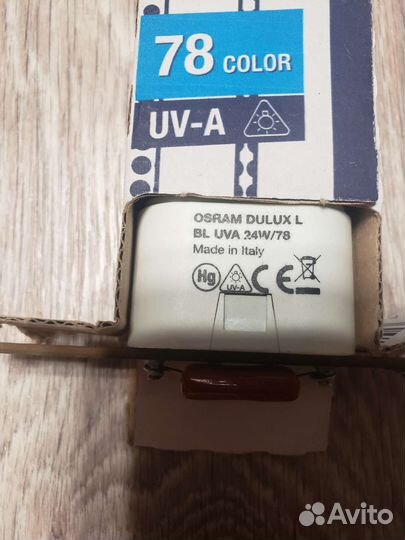 78 COLOR
UV-A
OSRAM DULUX L
BL UVA 24W/78
Made in Italy
Hg UV-A CE
Avito